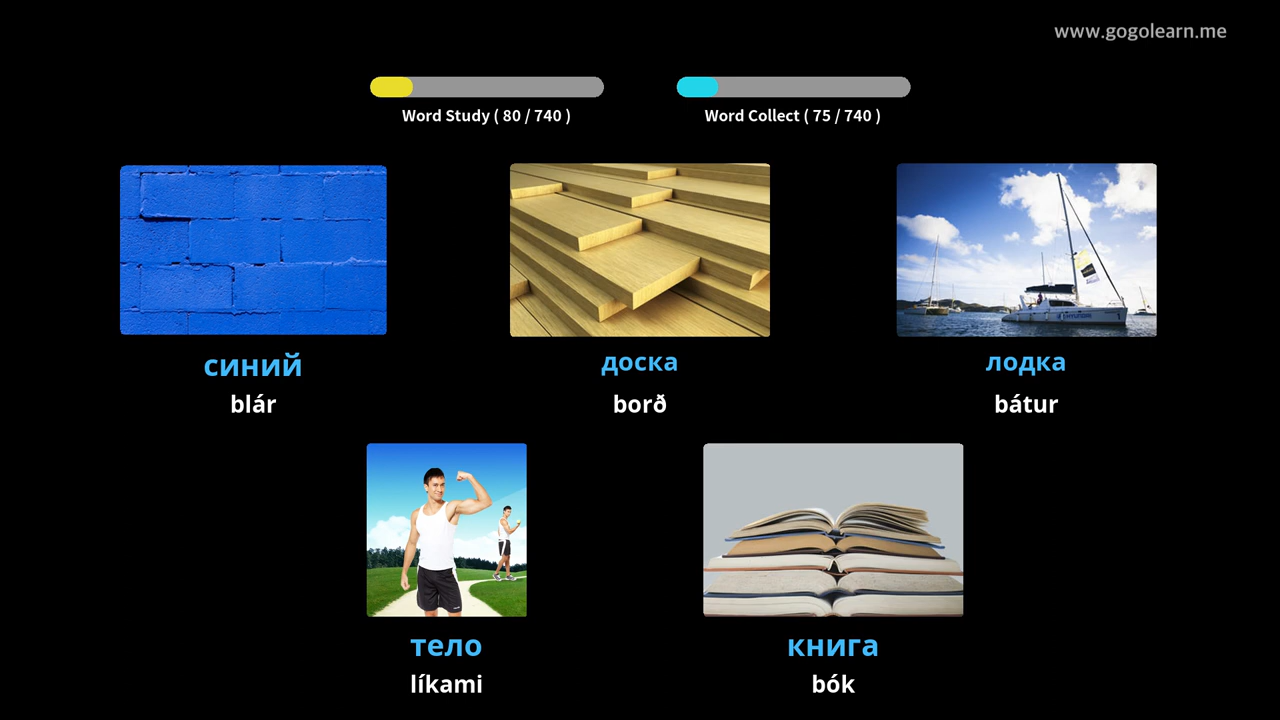 www.gogolearn.me
Word Study ( 80 / 740 )
Word Collect ( 75 / 740 )
синий
доска
лодка
blár
borð
bátur
тело
книга
líkami
bók